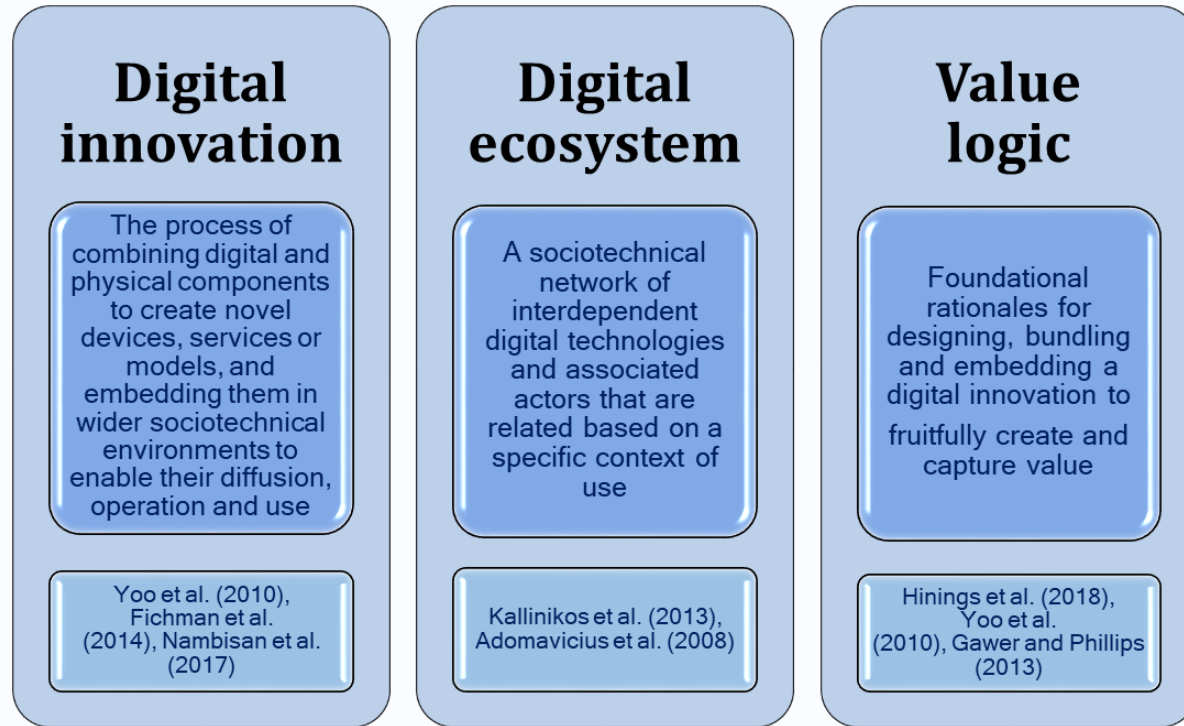 Digital
innovation
The process of
combining digital and
physical components
to create novel
devices, services or
models, and
embedding them in
wider sociotechnical
environments to
enable their diffusion,
operation and use
Yoo et al. (2010),
Fichman et al.
(2014), Nambisan et al.
(2017)
Digital
ecosystem
A sociotechnical
network of
interdependent
digital technologies
and associated
actors that are
related based on a
specific context of
use
Kallinikos et al. (2013),
Adomavicius et al. (2008)
Value
logic
Foundational
rationales for
designing, bundling
and embedding a
digital innovation to
fruitfully create and
capture value
Hinings et al. (2018),
Yoo et al.
(2010), Gawer and Phillips
(2013)